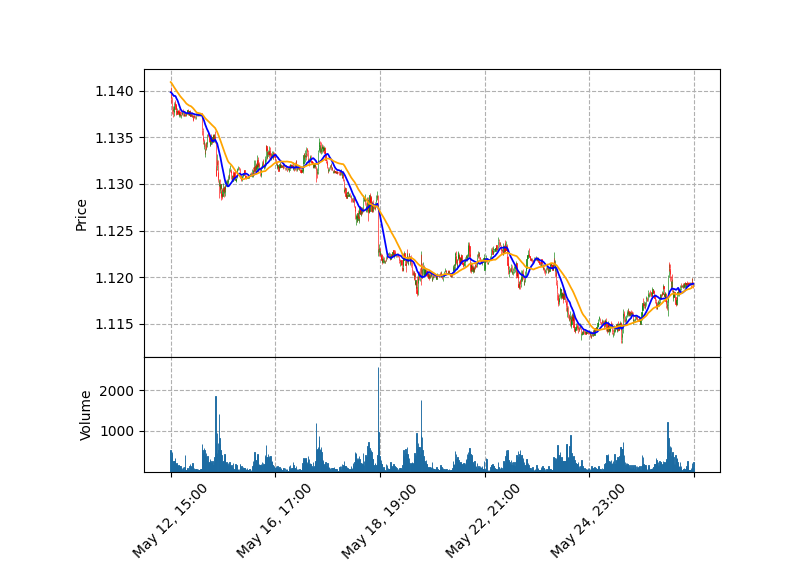 1.140
1.135
1.130
1.125
1.120
1.115
Price
2000
1000
Volume
May 12, 15:00
May 16, 17:00
May 18, 19:00
May 22, 21:00
May 24, 23:00